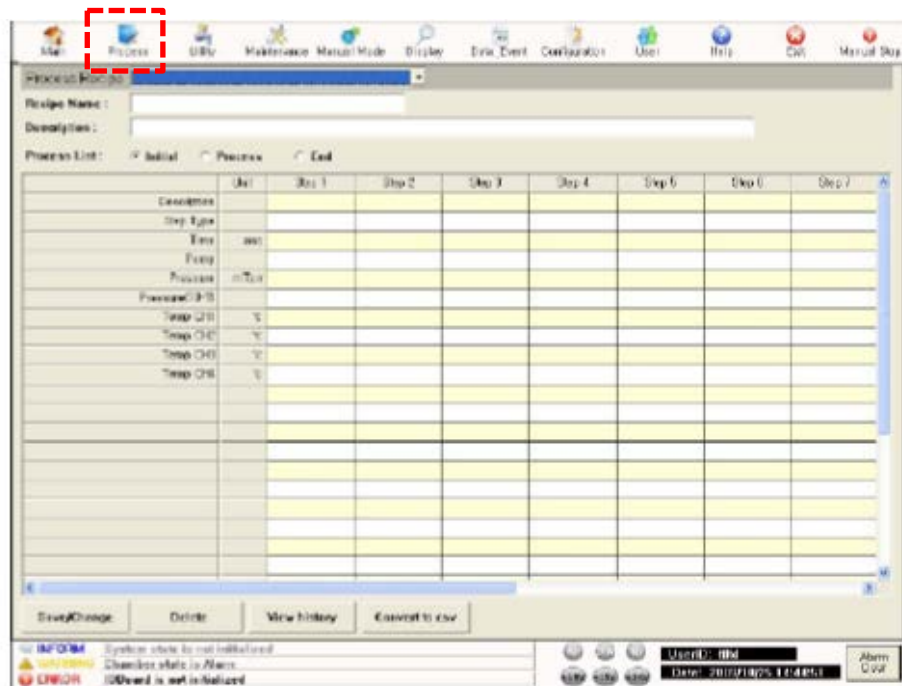 Main Process Utility Maintenance Manual Mode Display Data_Event Configuration User Help Exit Manual Stop
Process Recipe
Recipe Name :
Description :
Process List : Initial Process End
Unit Step 1 Step 2 Step 3 Step 4 Step 5 Step 6 Step 7
Description
Step Type
Time sec
Pump
Pressure mTorr
Temp CH1 ℃
Temp CH2 ℃
Temp CH3 ℃
Temp CH4 ℃
Save/Change Delete View history Convert to csv
INFORM System state is not initialized
WARNING Chamber state is Alarm
ERROR IOBoard is not initialized
UserID:
Date:
Alarm
Clear